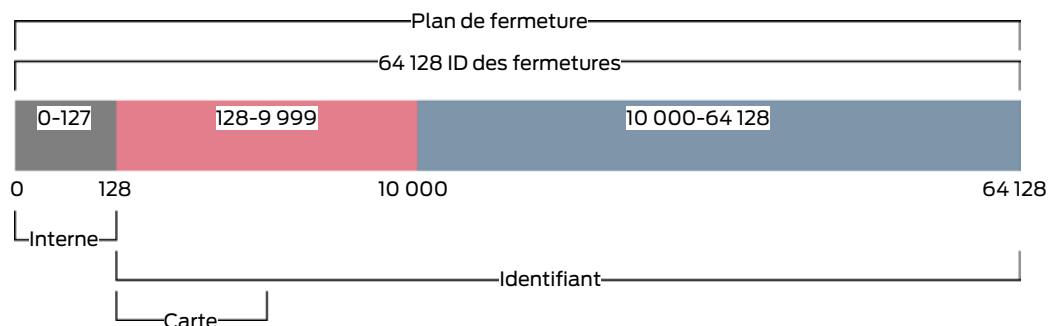 Plan de fermeture
64 128 ID des fermetures
0-127 128-9 999 10 000-64 128
0 128 10 000 64 128
Interne
Identifiant
Carte